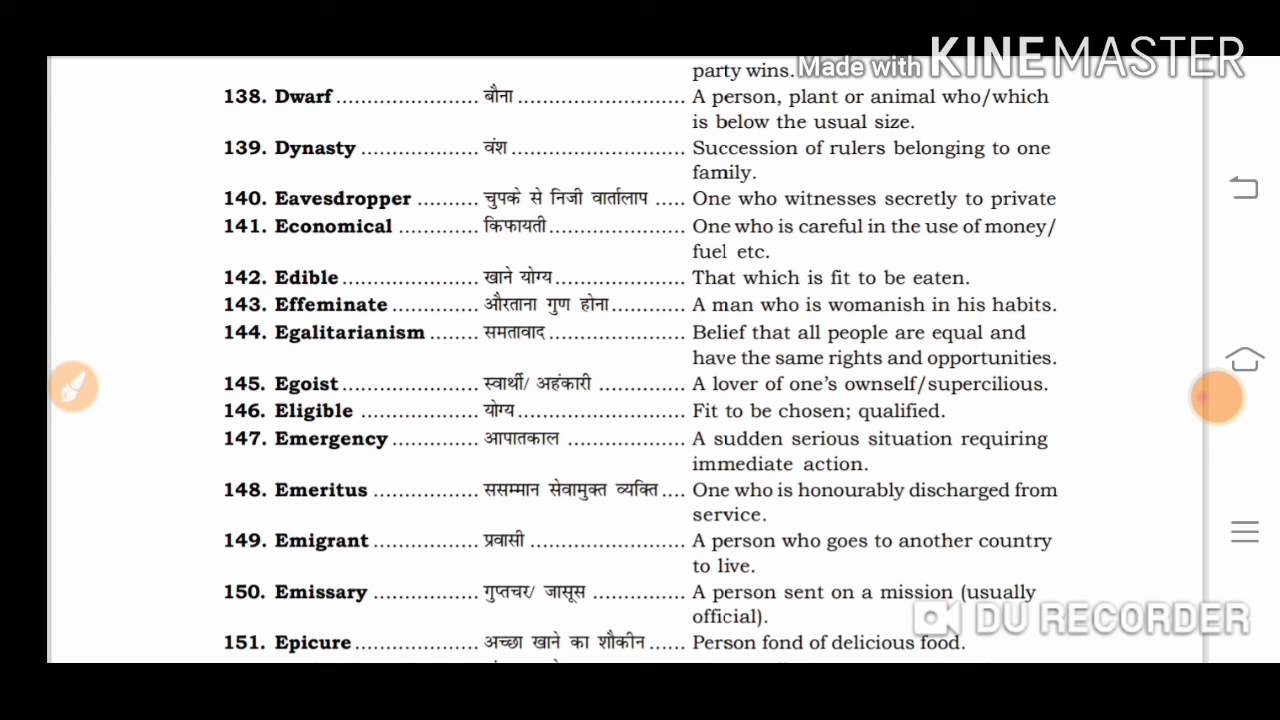 party wins.
Made with KINEMASTER
138. Dwarf ...................... बौना .......................... A person, plant or animal who/which
is below the usual size.
139. Dynasty .................. वंश ........................... Succession of rulers belonging to one
family.
140. Eavesdropper .......... चुपके से निजी वार्तालाप ..... One who witnesses secretly to private
141. Economical ............. किफायती ..................... One who is careful in the use of money/
fuel etc.
142. Edible ..................... खाने योग्य .................... That which is fit to be eaten.
143. Effeminate .............. औरताना गुण होना ............ A man who is womanish in his habits.
144. Egalitarianism ........ समतावाद ..................... Belief that all people are equal and
have the same rights and opportunities.
145. Egoist ..................... स्वार्थी/ अहंकारी ............. A lover of one's ownself/supercilious.
146. Eligible .................. योग्य .......................... Fit to be chosen; qualified.
147. Emergency ............. आपातकाल .................. A sudden serious situation requiring
immediate action.
148. Emeritus ................ ससम्मान सेवामुक्त व्यक्ति .... One who is honourably discharged from
service.
149. Emigrant ................ प्रवासी ........................ A person who goes to another country
to live.
150. Emissary ................ गुप्तचर/ जासूस .............. A person sent on a mission (usually
official).
DU RECORDER
151. Epicure ................... अच्छा खाने का शौकीन ...... Person fond of delicious food.